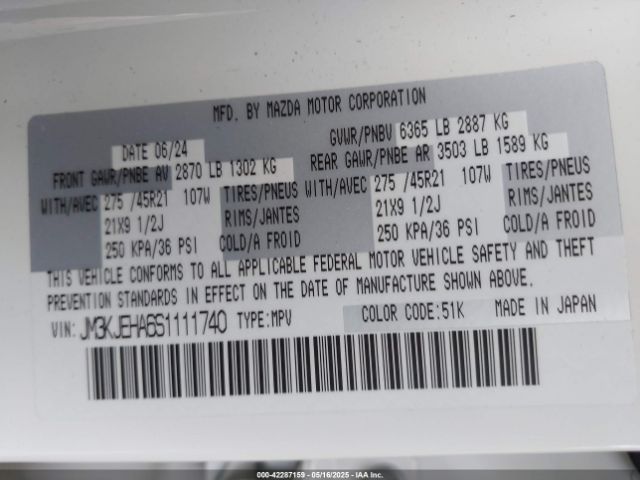 MFD. BY MAZDA MOTOR CORPORATION
DATE 06/24 GVWR/PNBV 6365 LB 2887 KG
FRONT GAWR/PNBE AV 2870 LB 1302 KG REAR GAWR/PNBE AR 3503 LB 1589 KG
WITH/AVEC 275 /45R21 107W TIRES/PNEUS WITH/AVEC 275 /45R21 107W TIRES/PNEUS
21X9 1/2J RIMS/JANTES 21X9 1/2J RIMS/JANTES
250 KPA/36 PSI COLD/A FROID 250 KPA/36 PSI COLD/A FROID
THIS VEHICLE CONFORMS TO ALL APPLICABLE FEDERAL MOTOR VEHICLE SAFETY AND THEFT
PREVENTION STANDARDS IN EFFECT ON THE DATE OF MANUFACTURE SHOWN ABOVE.
VIN: JM3KJEHA6S1111740 TYPE:MPV COLOR CODE:51K MADE IN JAPAN
000-42287159 - 05/16/2025 - IAAI, Inc.